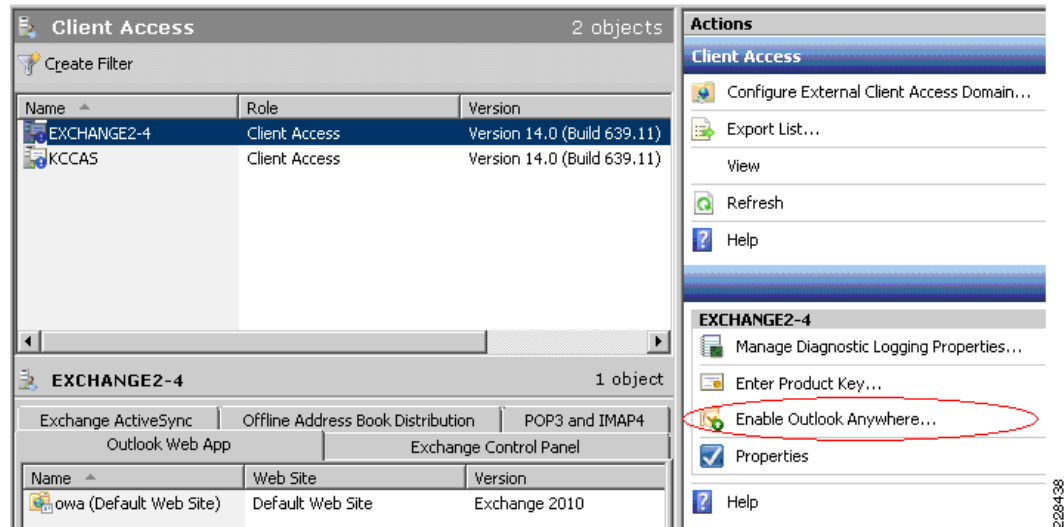 Client Access 2 objects
Create Filter
Name Role Version
EXCHANGE2-4 Client Access Version 14.0 (Build 639.11)
KCCAS Client Access Version 14.0 (Build 639.11)
EXCHANGE2-4 1 object
Exchange ActiveSync Offline Address Book Distribution POP3 and IMAP4
Outlook Web App Exchange Control Panel
Name Web Site Version
owa (Default Web Site) Default Web Site Exchange 2010
Actions
Client Access
Configure External Client Access Domain...
Export List...
View
Refresh
Help
EXCHANGE2-4
Manage Diagnostic Logging Properties...
Enter Product Key...
Enable Outlook Anywhere...
Properties
Help
228438